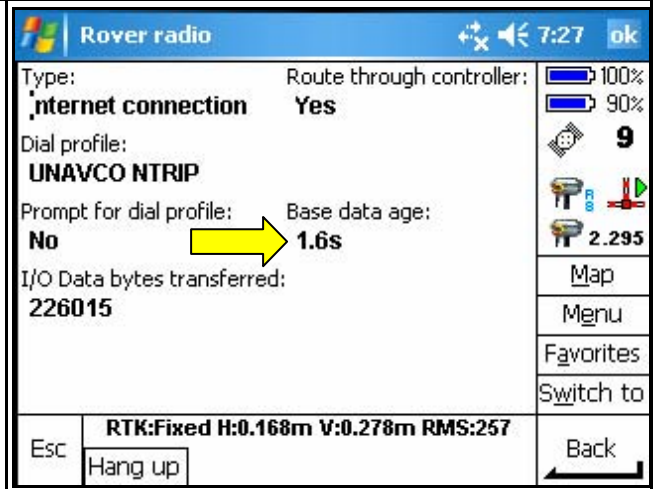 Rover radio 7:27 ok
Type: Route through controller:
nternet connection Yes
Dial profile:
UNAVCO NTRIP
Prompt for dial profile: Base data age:
No 1.6s
I/O Data bytes transferred:
226015
100%
90%
9
R
8
2.295
Map
Menu
Favorites
Switch to
RTK:Fixed H:0.168m V:0.278m RMS:257
Esc Hang up Back